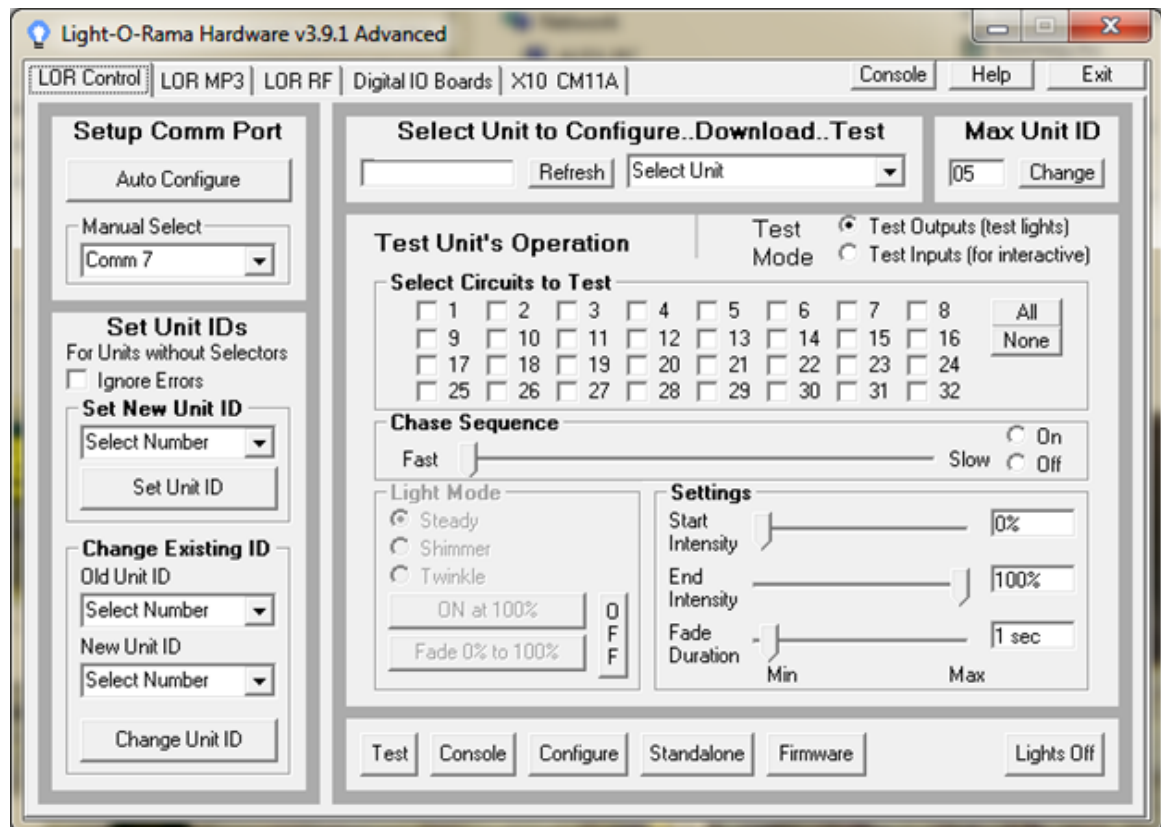 Light-O-Rama Hardware v3.9.1 Advanced
LOR Control LOR MP3 LOR RF Digital IO Boards X10 CM11A Console Help Exit
Setup Comm Port
Auto Configure
Manual Select
Comm 7
Set Unit IDs
For Units without Selectors
Ignore Errors
Set New Unit ID
Select Number
Set Unit ID
Change Existing ID
Old Unit ID
Select Number
New Unit ID
Select Number
Change Unit ID
Select Unit to Configure..Download..Test
Refresh Select Unit
Max Unit ID
05 Change
Test Unit's Operation
Test Mode
Test Outputs (test lights)
Test Inputs (for interactive)
Select Circuits to Test
1 2 3 4 5 6 7 8
9 10 11 12 13 14 15 16
17 18 19 20 21 22 23 24
25 26 27 28 29 30 31 32
All
None
Chase Sequence
Fast Slow
On
Off
Light Mode
Steady
Shimmer
Twinkle
ON at 100%
Fade 0% to 100%
OFF
Settings
Start
Intensity
0%
End
Intensity
100%
Fade
Duration
1 sec
Min Max
Test Console Configure Standalone Firmware Lights Off